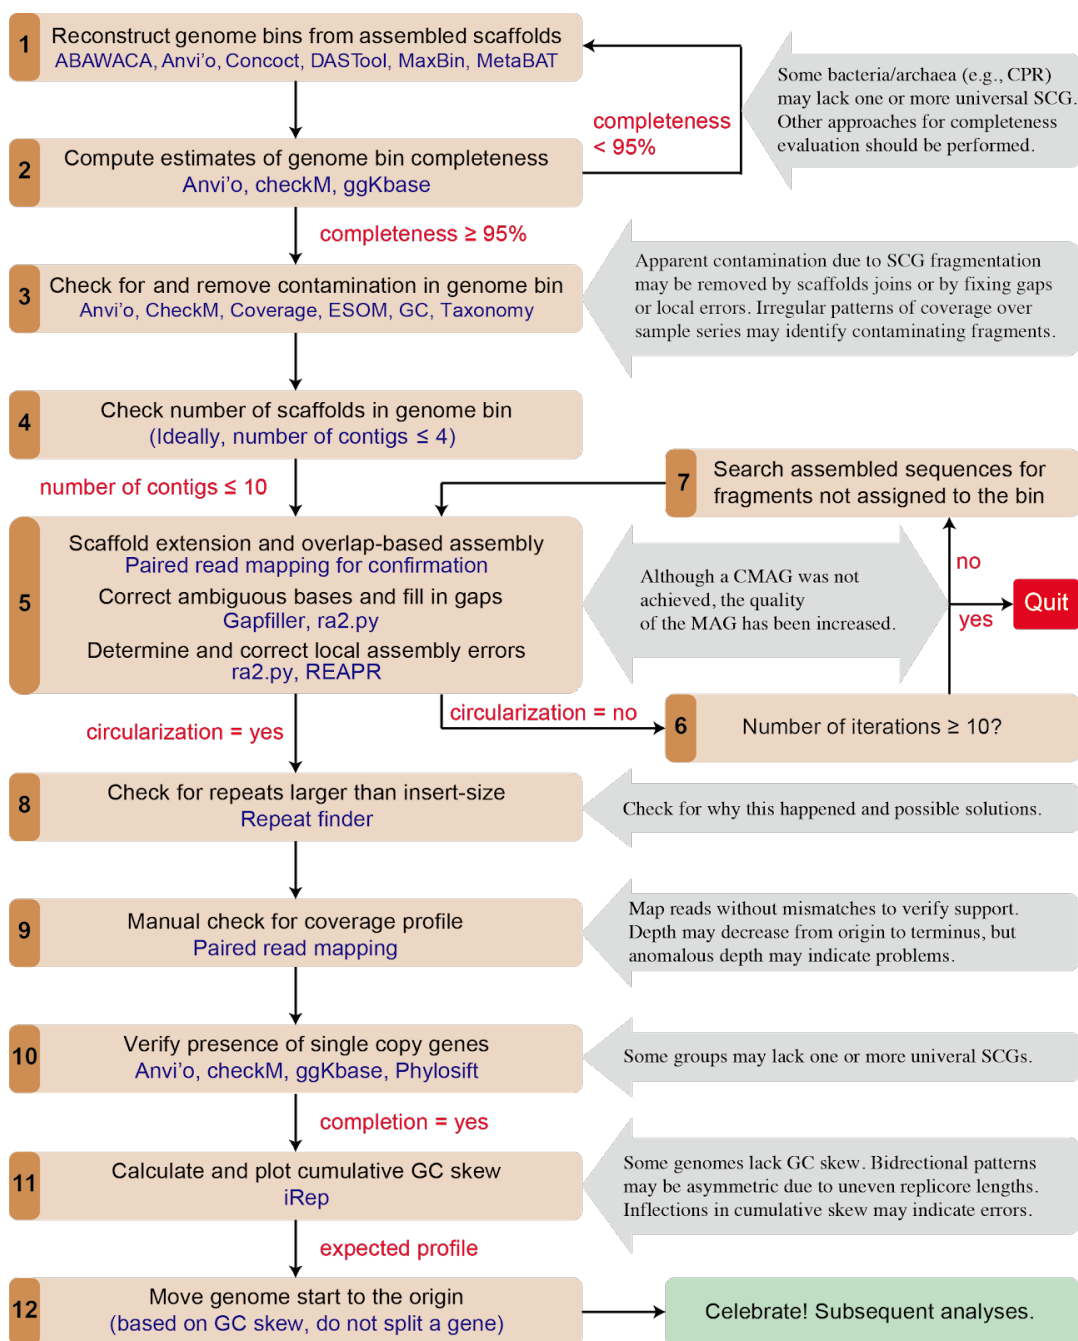 1
Reconstruct genome bins from assembled scaffolds
ABAWACA, Anvi'o, Concoct, DASTool, MaxBin, MetaBAT
completeness
< 95%
Some bacteria/archaea (e.g., CPR)
may lack one or more universal SCG.
Other approaches for completeness
evaluation should be performed.
2
Compute estimates of genome bin completeness
Anvi'o, checkM, ggKbase
completeness ≥ 95%
3
Check for and remove contamination in genome bin
Anvi'o, CheckM, Coverage, ESOM, GC, Taxonomy
Apparent contamination due to SCG fragmentation
may be removed by scaffolds joins or by fixing gaps
or local errors. Irregular patterns of coverage over
sample series may identify contaminating fragments.
4
Check number of scaffolds in genome bin
(Ideally, number of contigs ≤ 4)
number of contigs ≤ 10
7
Search assembled sequences for
fragments not assigned to the bin
5
Scaffold extension and overlap-based assembly
Paired read mapping for confirmation
Correct ambiguous bases and fill in gaps
Gapfiller, ra2.py
Determine and correct local assembly errors
ra2.py, REAPR
Although a CMAG was not
achieved, the quality
of the MAG has been increased.
no
yes
Quit
circularization = yes
circularization = no
6
Number of iterations ≥ 10?
8
Check for repeats larger than insert-size
Repeat finder
Check for why this happened and possible solutions.
9
Manual check for coverage profile
Paired read mapping
Map reads without mismatches to verify support.
Depth may decrease from origin to terminus, but
anomalous depth may indicate problems.
10
Verify presence of single copy genes
Anvi'o, checkM, ggKbase, Phylosift
Some groups may lack one or more univeral SCGs.
completion = yes
11
Calculate and plot cumulative GC skew
iRep
Some genomes lack GC skew. Bidrectional patterns
may be asymmetric due to uneven replicore lengths.
Inflections in cumulative skew may indicate errors.
expected profile
12
Move genome start to the origin
(based on GC skew, do not split a gene)
Celebrate! Subsequent analyses.